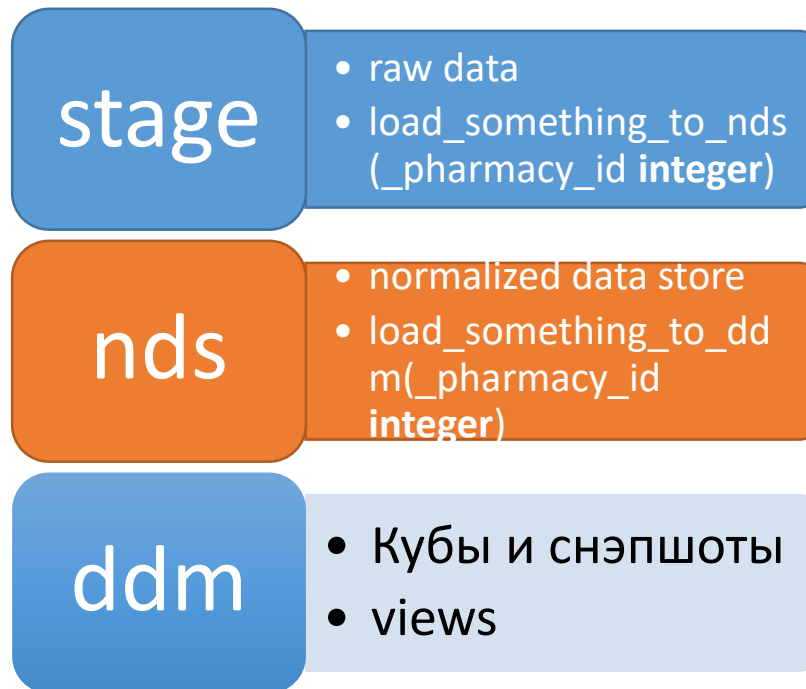 stage
• raw data
• load_something_to_nds
(_pharmacy_id integer)
nds
• normalized data store
• load_something_to_dd
m(_pharmacy_id
integer)
ddm
• Кубы и снэпшоты
• views